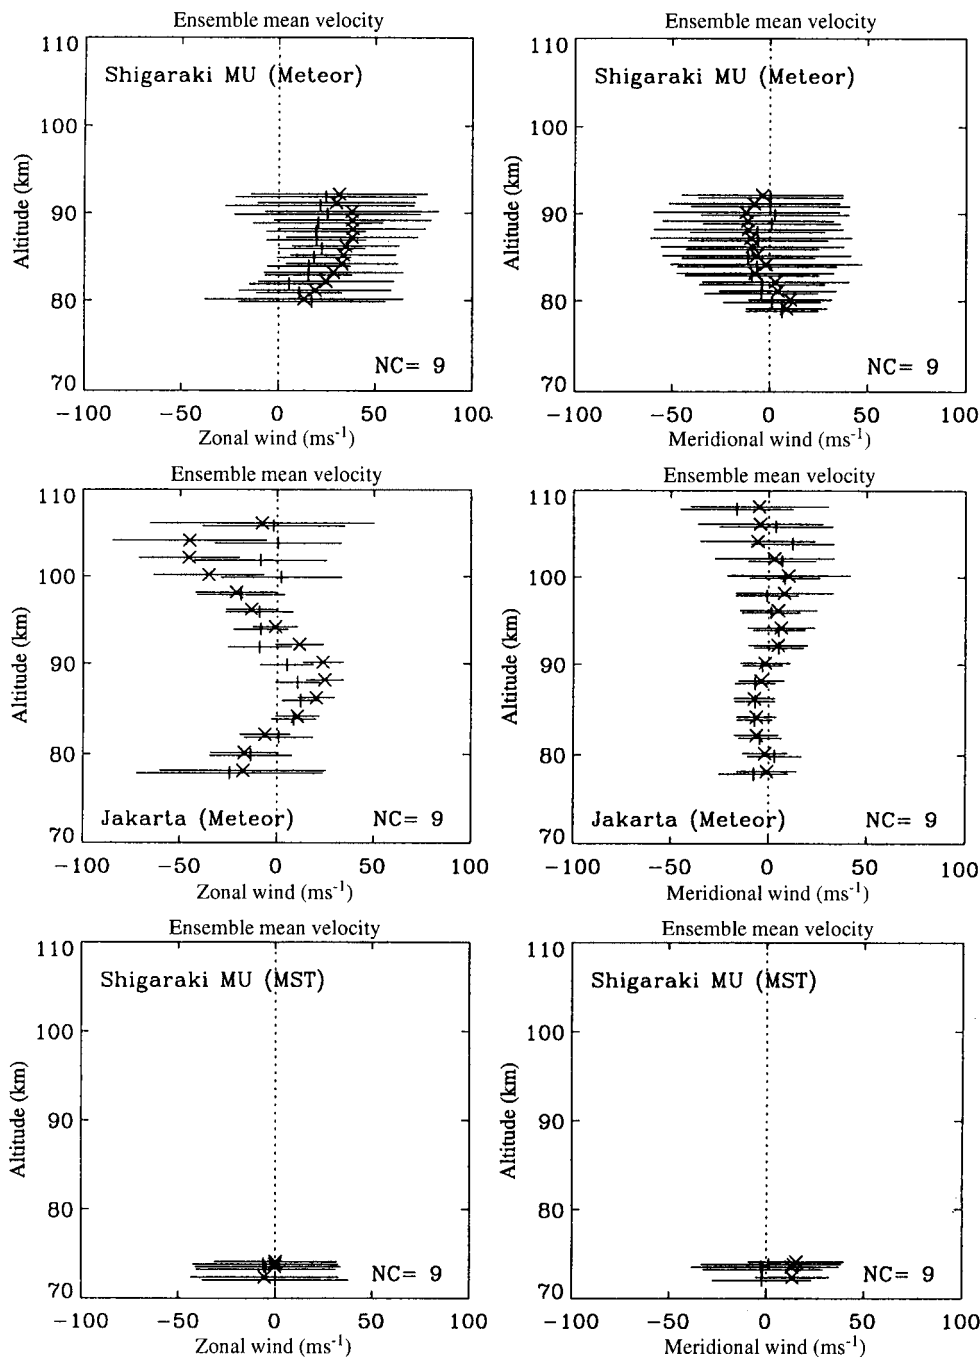 Ensemble mean velocity
110
Shigaraki MU (Meteor)
100
Altitude (km)
90
80
NC= 9
70
−100 −50 0 50 100
Zonal wind (ms⁻¹)
Ensemble mean velocity
110
Shigaraki MU (Meteor)
100
Altitude (km)
90
80
NC= 9
70
−100 −50 0 50 100
Meridional wind (ms⁻¹)
Ensemble mean velocity
110
100
Altitude (km)
90
80
Jakarta (Meteor) NC= 9
70
−100 −50 0 50 100
Zonal wind (ms⁻¹)
Ensemble mean velocity
110
100
Altitude (km)
90
80
Jakarta (Meteor) NC= 9
70
−100 −50 0 50 100
Meridional wind (ms⁻¹)
Ensemble mean velocity
110
Shigaraki MU (MST)
100
Altitude (km)
90
80
NC= 9
70
−100 −50 0 50 100
Zonal wind (ms⁻¹)
Ensemble mean velocity
110
Shigaraki MU (MST)
100
Altitude (km)
90
80
NC= 9
70
−100 −50 0 50 100
Meridional wind (ms⁻¹)